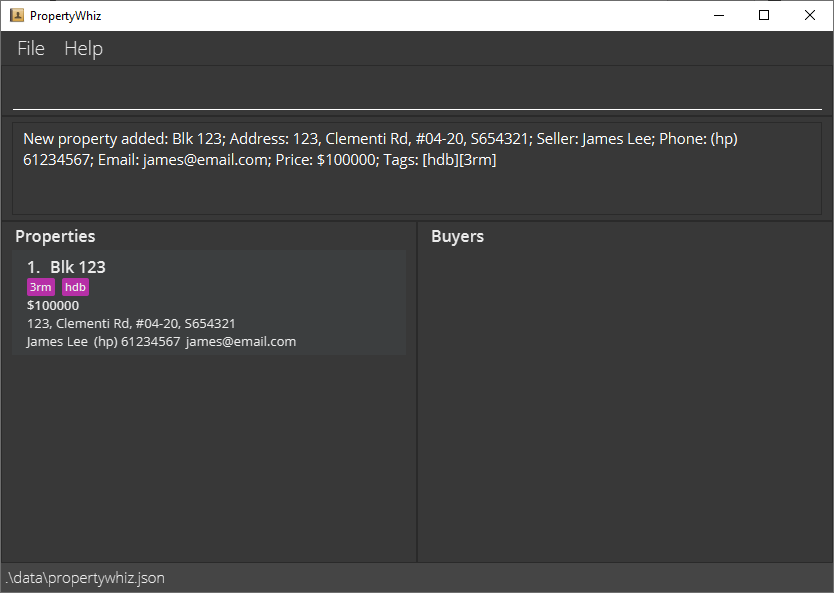 PropertyWhiz
File Help
New property added: Blk 123; Address: 123, Clementi Rd, #04-20, S654321; Seller: James Lee; Phone: (hp)
61234567; Email: james@email.com; Price: $100000; Tags: [hdb][3rm]
Properties
1. Blk 123
3rm hdb
$100000
123, Clementi Rd, #04-20, S654321
James Lee (hp) 61234567 james@email.com
Buyers
.\data\propertywhiz.json